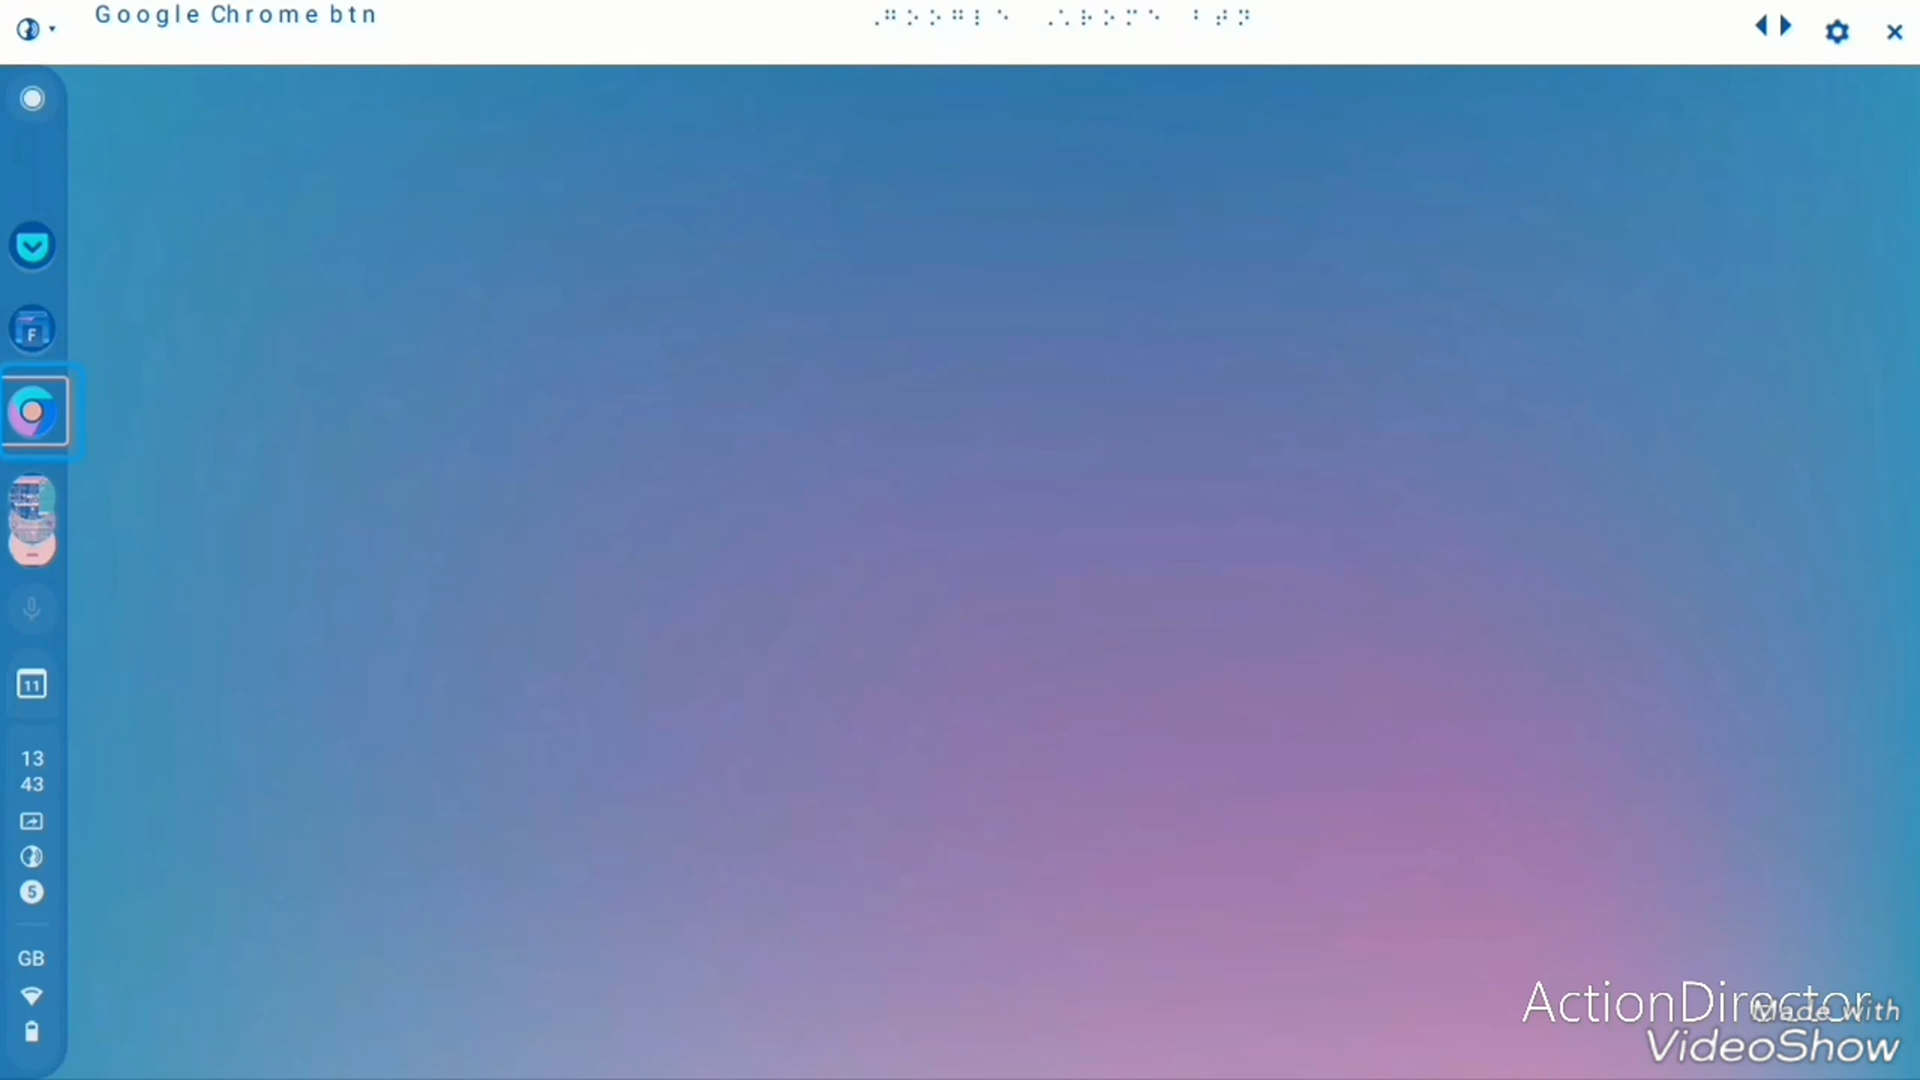 Google Chrome btn
⠠⠛⠕⠕⠛⠇⠑ ⠠⠡⠗⠕⠍⠑ ⠃⠞⠝
F
11
13
43
5
GB
ActionDirector
Made with
VideoShow